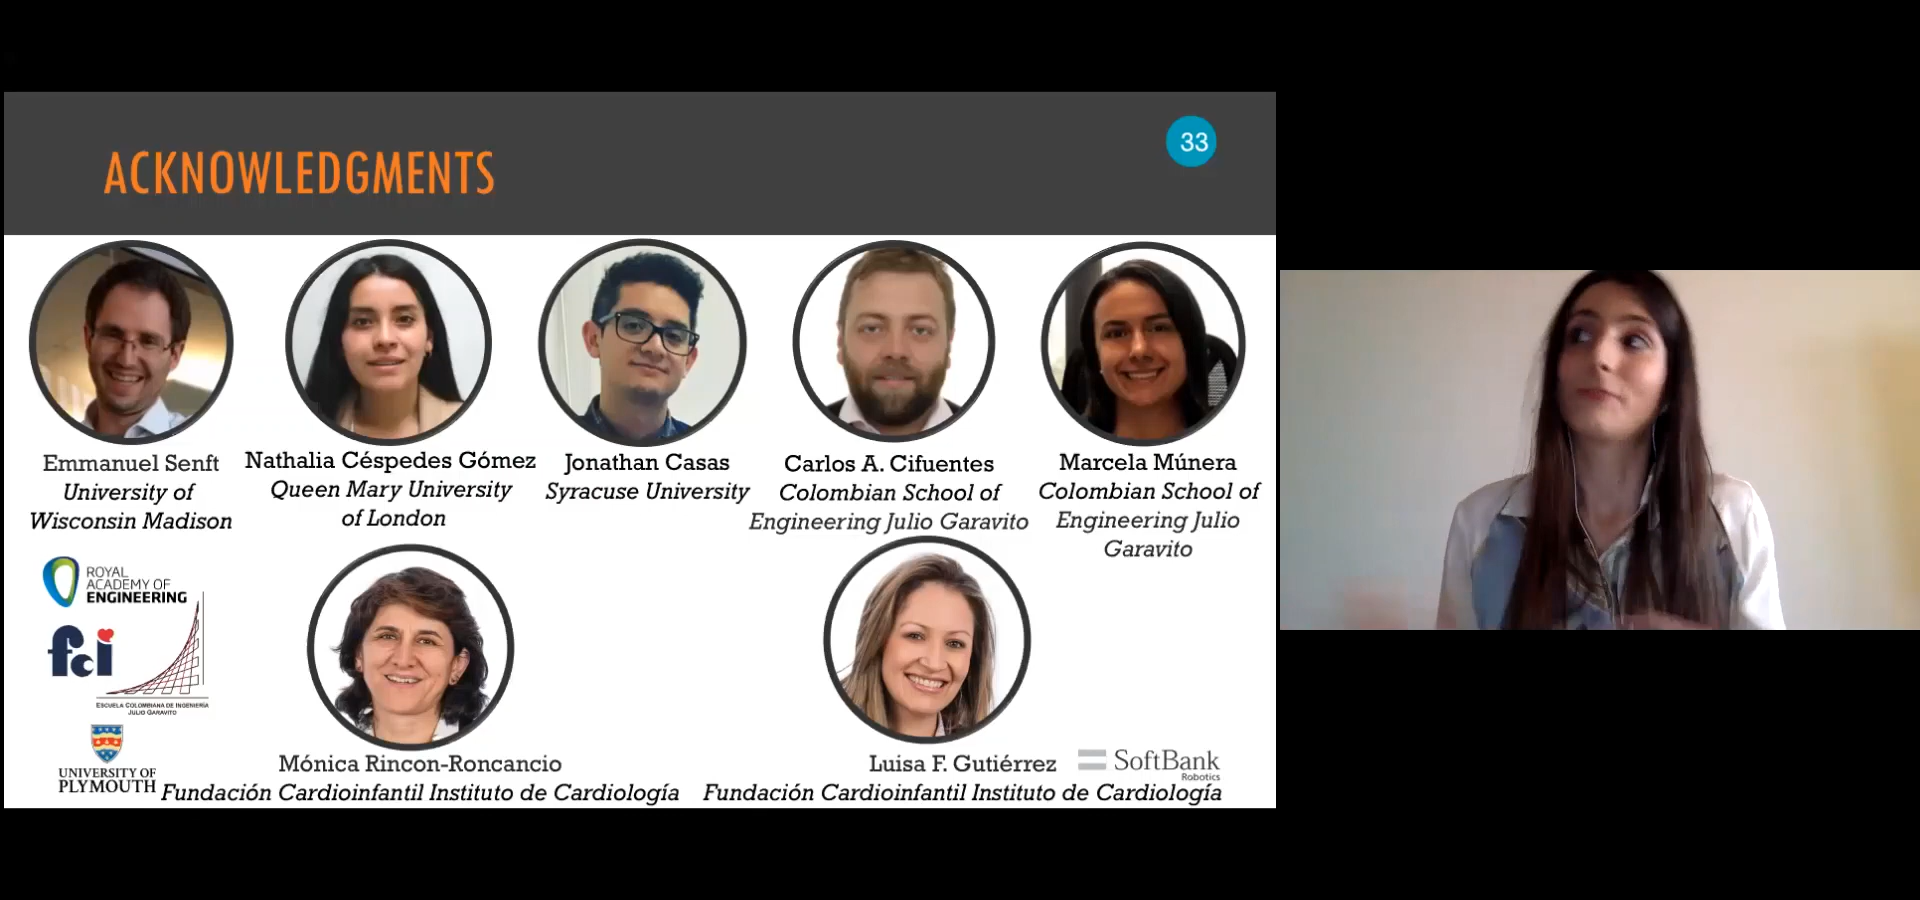 ACKNOWLEDGMENTS
33
Emmanuel Senft
University of
Wisconsin Madison
Nathalia Céspedes Gómez
Queen Mary University
of London
Jonathan Casas
Syracuse University
Carlos A. Cifuentes
Colombian School of
Engineering Julio Garavito
Marcela Múnera
Colombian School of
Engineering Julio
Garavito
ROYAL
ACADEMY OF
ENGINEERING
fci
ESCUELA COLOMBIANA DE INGENIERÍA
JULIO GARAVITO
UNIVERSITY OF
PLYMOUTH
Mónica Rincon-Roncancio
Fundación Cardioinfantil Instituto de Cardiología
Luisa F. Gutiérrez
Fundación Cardioinfantil Instituto de Cardiología
SoftBank
Robotics